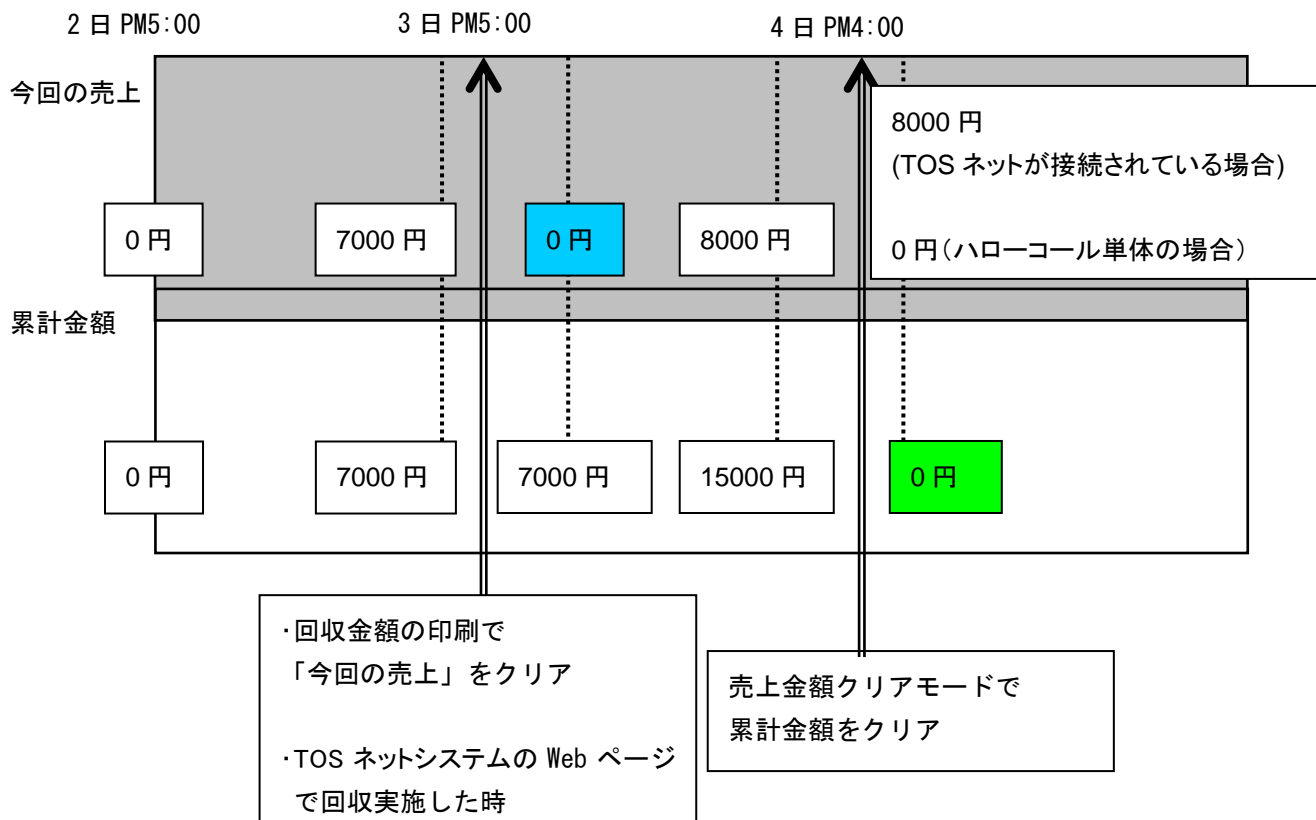 2 日 PM5:00
3 日 PM5:00
4 日 PM4:00
今回の売上
8000 円
(TOS ネットが接続されている場合)
0 円(ハローコール単体の場合)
0 円
7000 円
0 円
8000 円
累計金額
0 円
7000 円
7000 円
15000 円
0 円
・回収金額の印刷で
「今回の売上」をクリア
・TOS ネットシステムの Web ページ
で回収実施した時
売上金額クリアモードで
累計金額をクリア